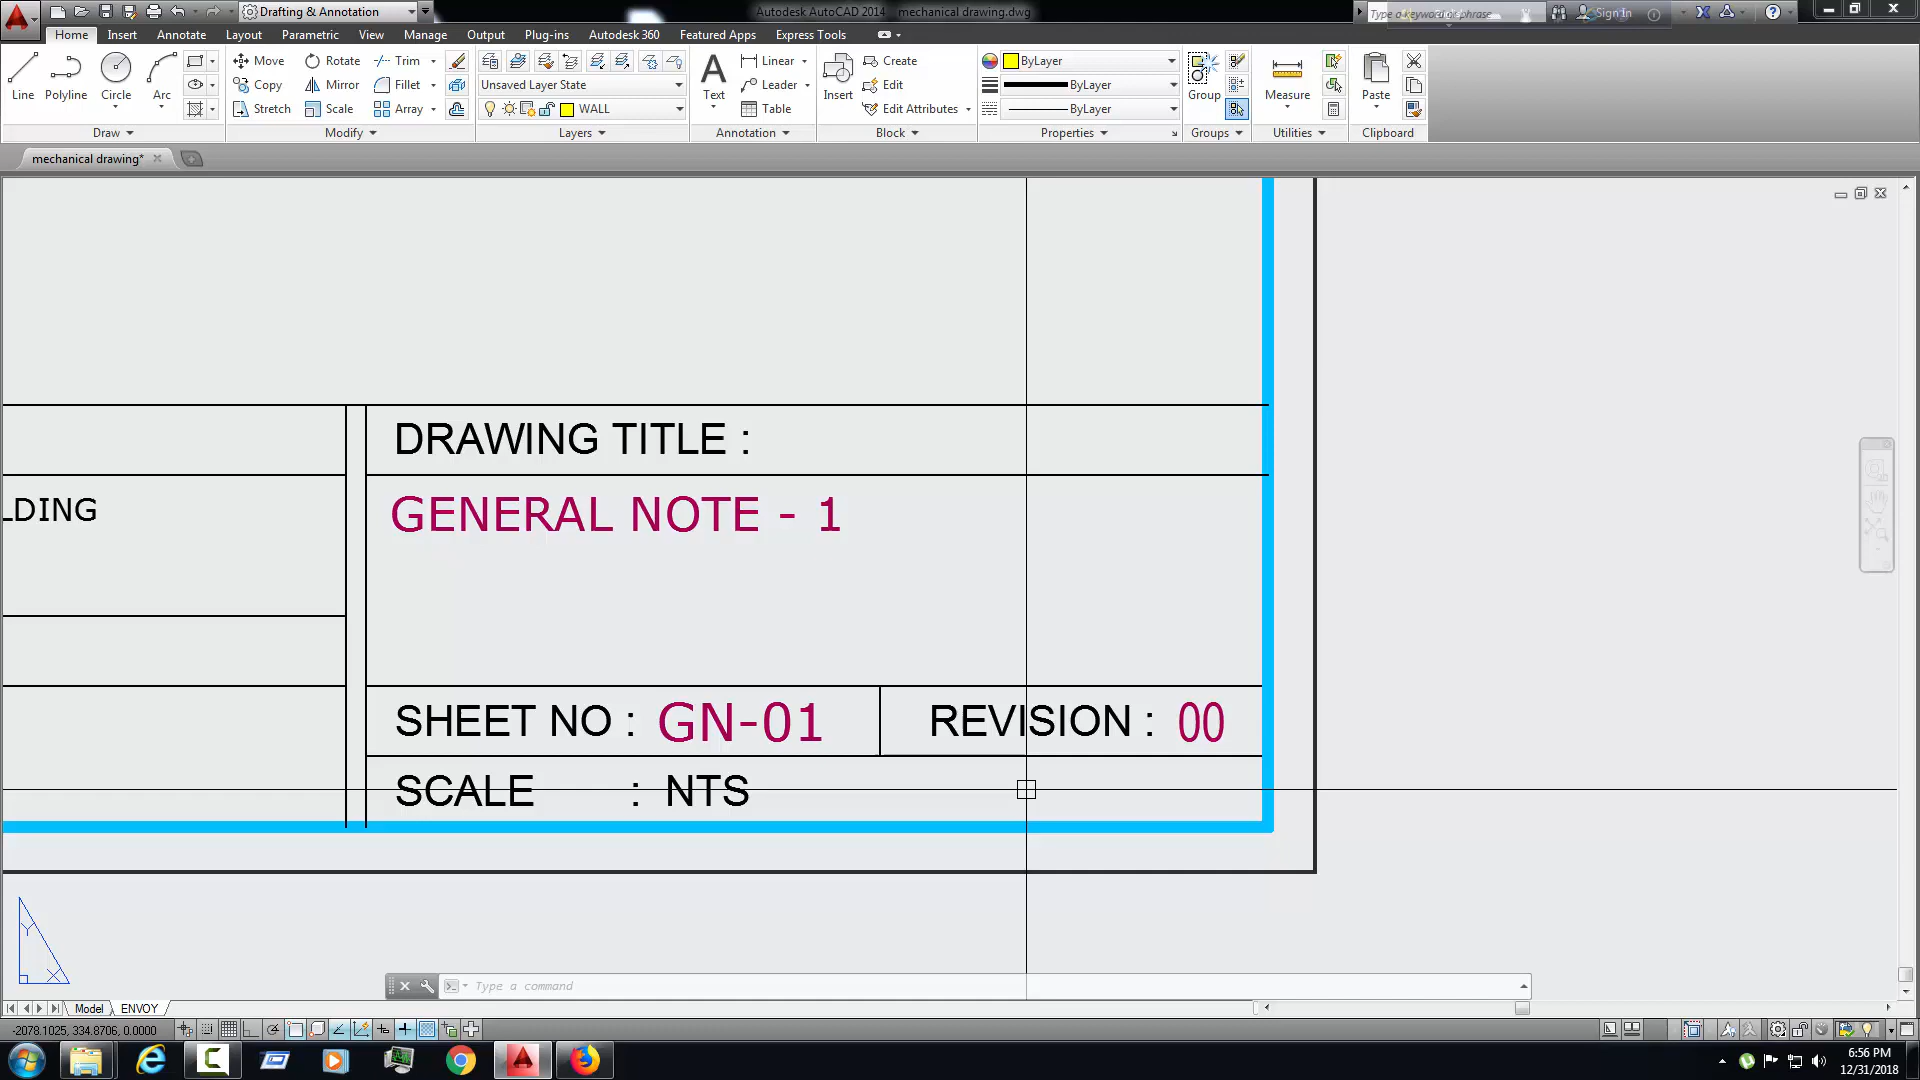 Drafting & Annotation
Autodesk AutoCAD 2014 mechanical drawing.dwg
Type a keyword or phrase
Sign In
Home Insert Annotate Layout Parametric View Manage Output Plug-ins Autodesk 360 Featured Apps Express Tools
Line Polyline Circle Arc
Move Rotate Trim
Copy Mirror Fillet
Stretch Scale Array
Unsaved Layer State
WALL
Text
Linear
Leader
Table
Insert
Create
Edit
Edit Attributes
ByLayer
ByLayer
ByLayer
Group
Measure
Paste
Draw Modify Layers Annotation Block Properties Groups Utilities Clipboard
mechanical drawing*
DRAWING TITLE :
LDING
GENERAL NOTE - 1
SHEET NO : GN-01 REVISION : 00
SCALE : NTS
Y
X
Type a command
Model ENVOY
-2078.1025, 334.8706, 0.0000
6:56 PM
12/31/2018